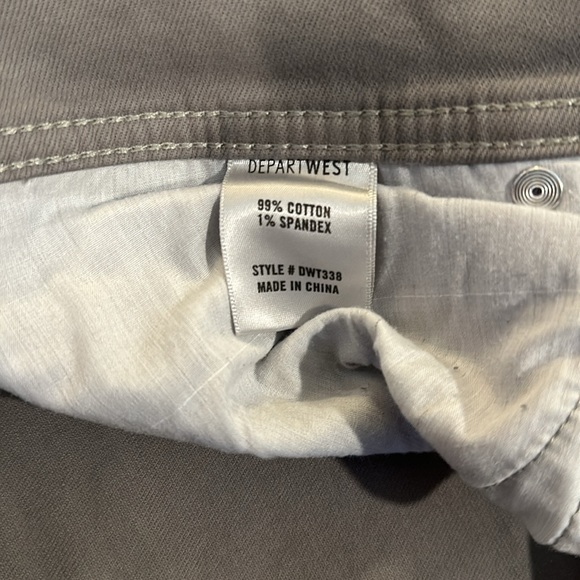 DEPARTWEST
99% COTTON
1% SPANDEX
STYLE # DWT338
MADE IN CHINA